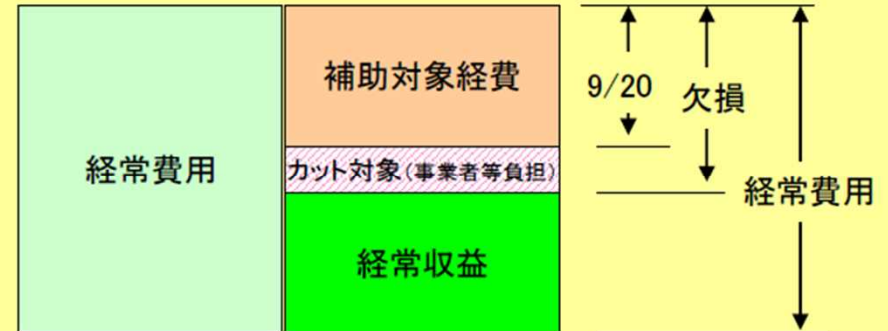 経常費用
補助対象経費
カット対象(事業者等負担)
経常収益
9/20
欠損
経常費用